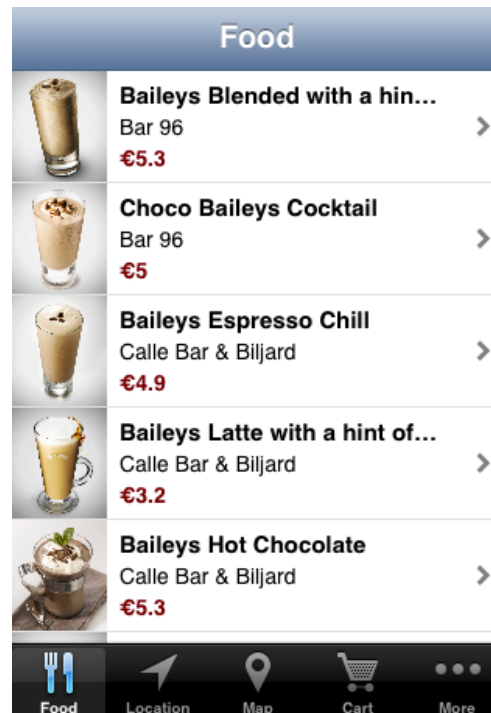 Food
Baileys Blended with a hin...
Bar 96
€5.3
Choco Baileys Cocktail
Bar 96
€5
Baileys Espresso Chill
Calle Bar & Biljard
€4.9
Baileys Latte with a hint of...
Calle Bar & Biljard
€3.2
Baileys Hot Chocolate
Calle Bar & Biljard
€5.3
Food Location Map Cart More